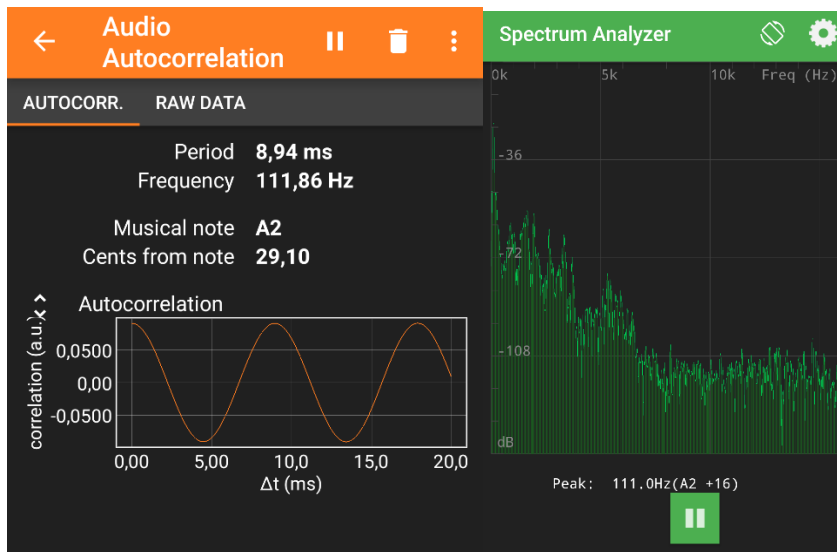 Audio
Autocorrelation
AUTOCORR. RAW DATA
Period 8,94 ms
Frequency 111,86 Hz
Musical note A2
Cents from note 29,10
Autocorrelation
correlation (a.u.)
0,0500
0,00
-0,0500
0,00 5,00 10,0 15,0 20,0
Δt (ms)
Spectrum Analyzer
0k 5k 10k Freq (Hz)
-36
-72
-108
dB
Peak: 111.0Hz(A2 +16)